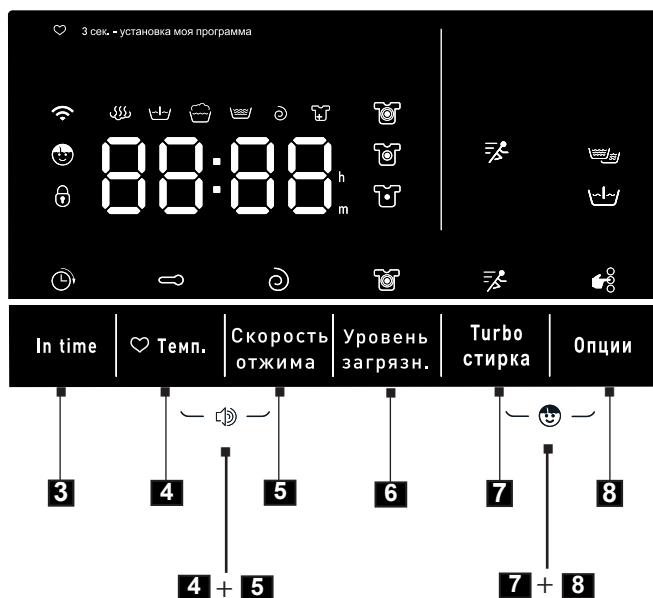 3 сек. - установка моя программа
88:88
h
m
In time
Темп.
Скорость
отжима
Уровень
загрязн.
Turbo
стирка
Опции
3
4
5
6
7
8
4 + 5
7 + 8